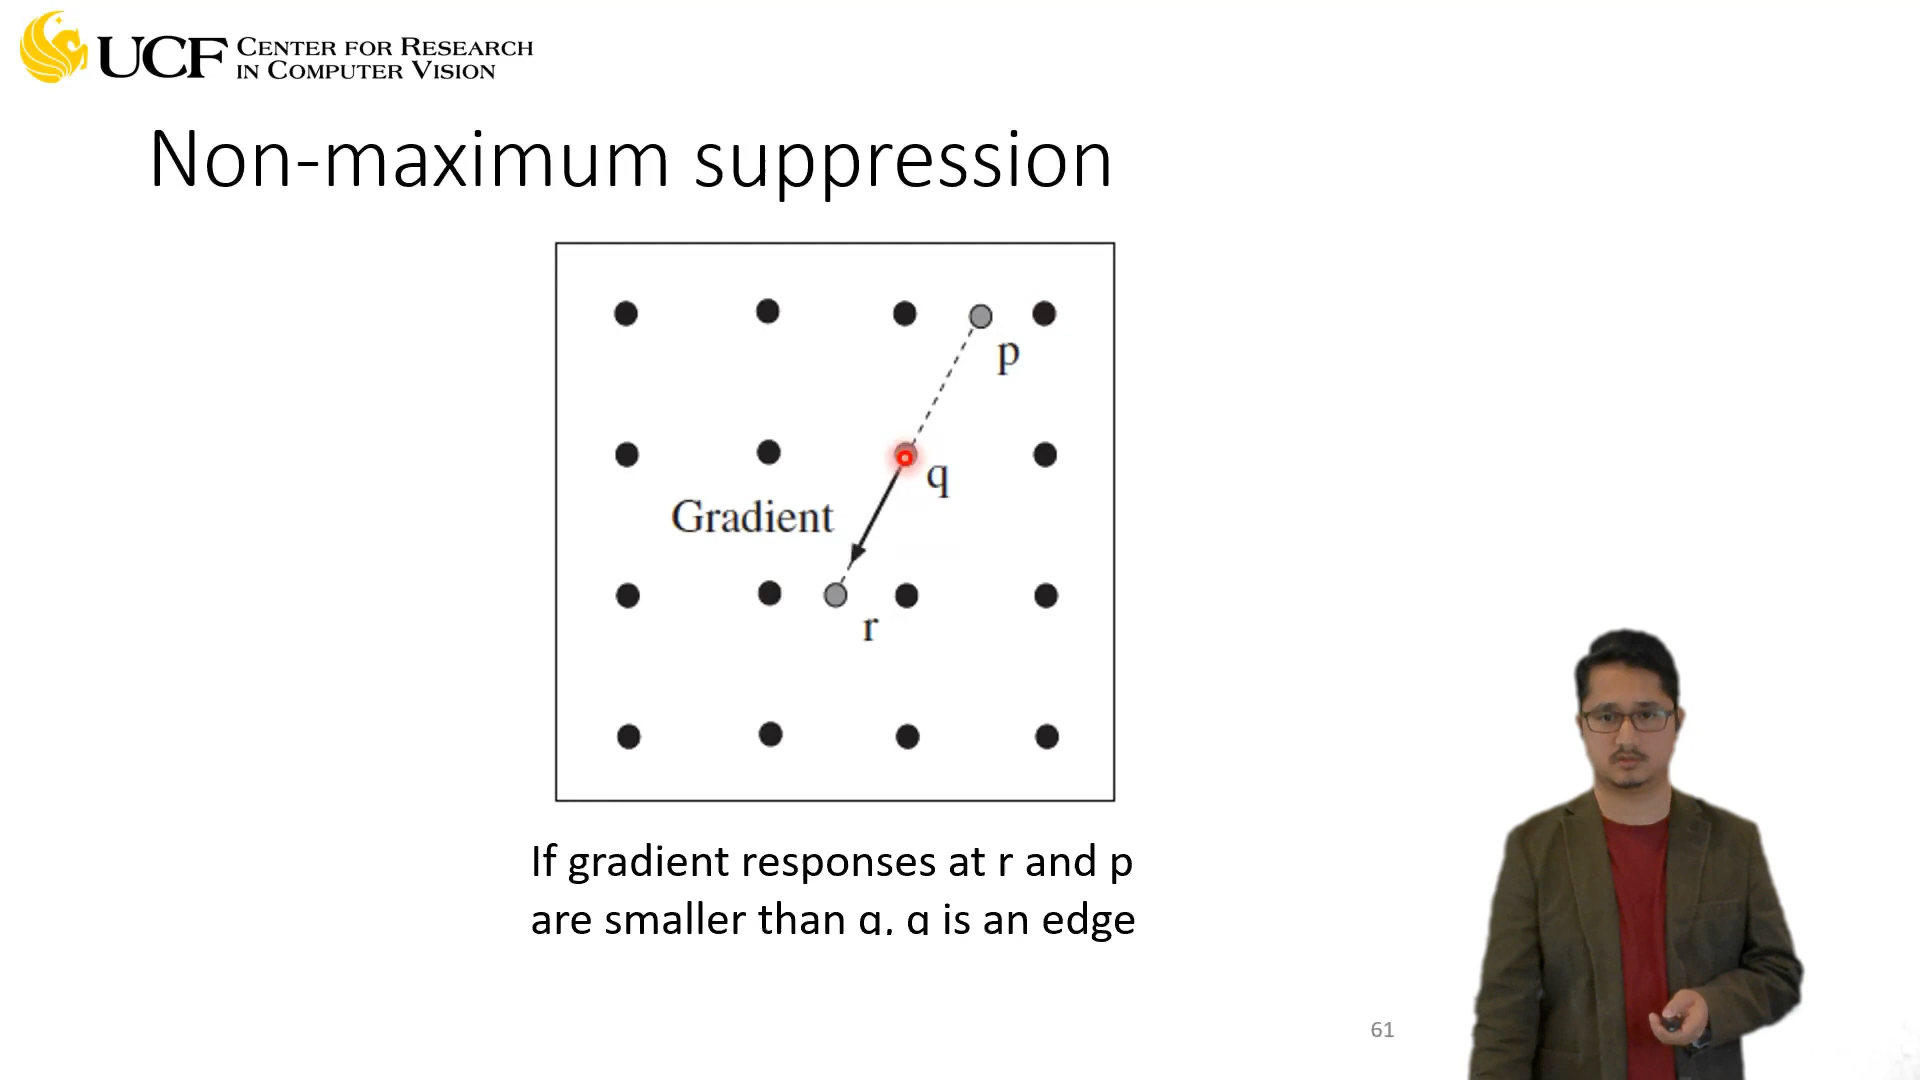 UCF CENTER FOR RESEARCH
IN COMPUTER VISION
Non-maximum suppression
p
q
Gradient
r
If gradient responses at r and p
are smaller than q, q is an edge
61